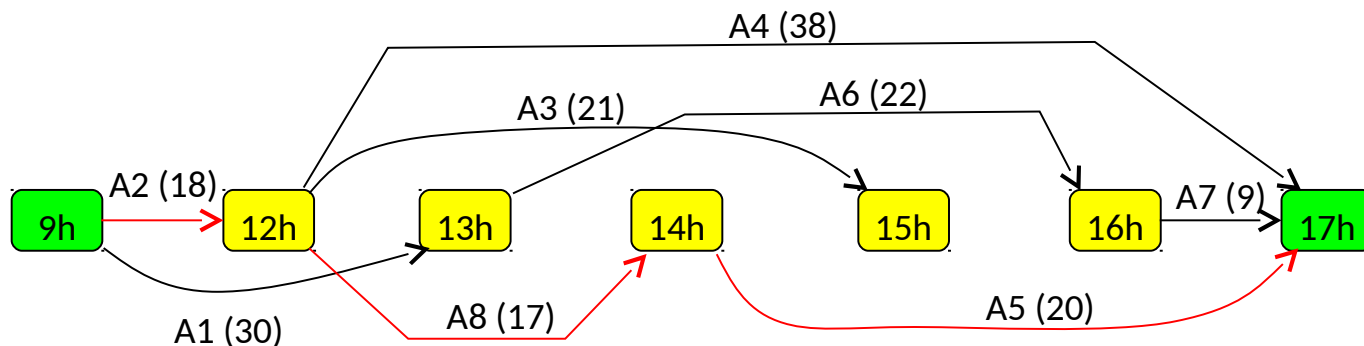 A4 (38)
A3 (21)
A6 (22)
A2 (18)
A7 (9)
9h
12h
13h
14h
15h
16h
17h
A8 (17)
A5 (20)
A1 (30)